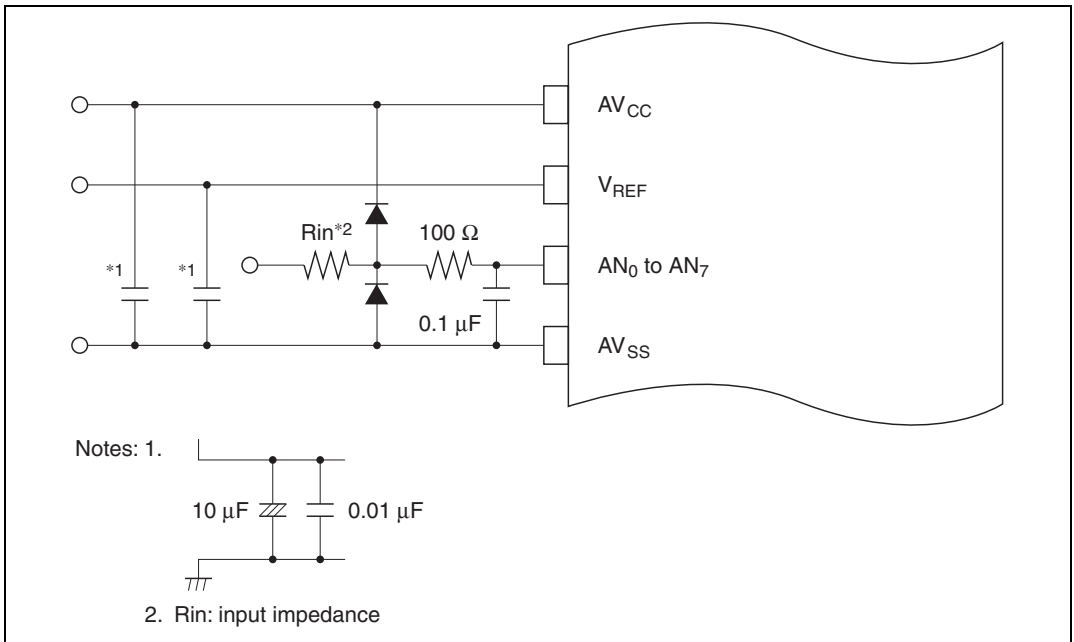 AVCC
VREF
Rin*2
100 Ω
*1
*1
AN0 to AN7
0.1 μF
AVSS
Notes: 1.
10 μF
0.01 μF
2. Rin: input impedance